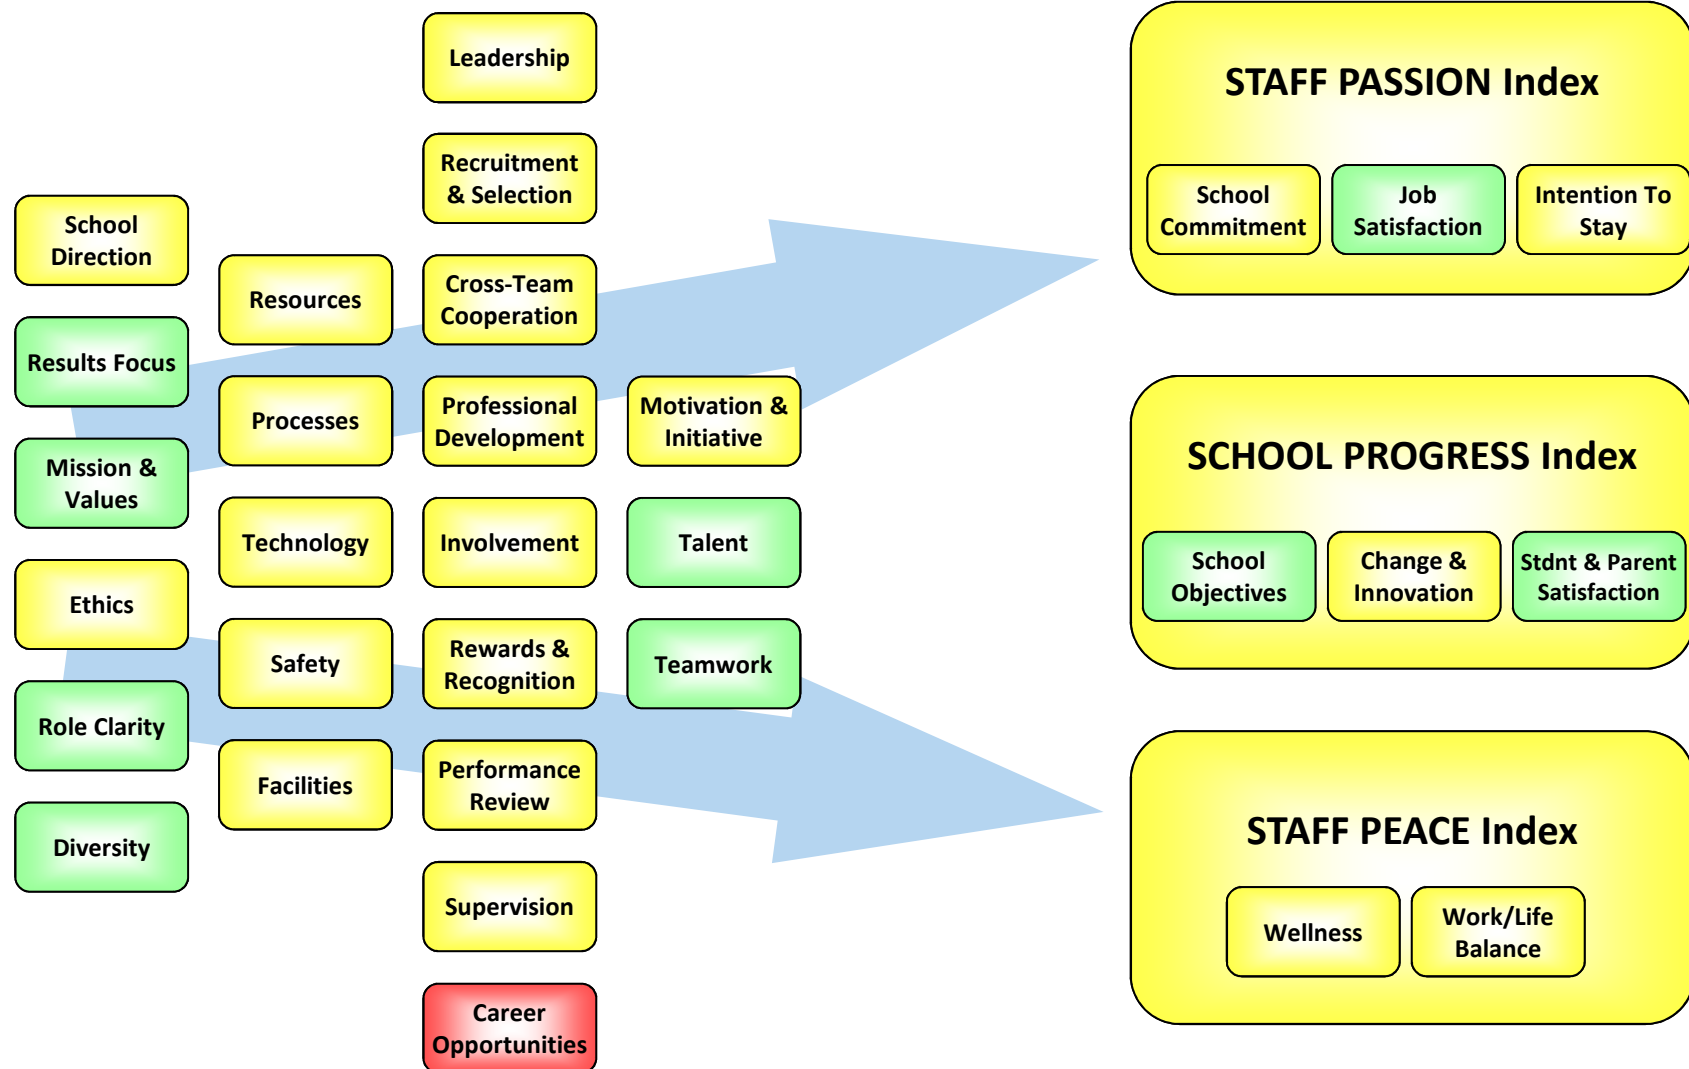 School
Direction
Results Focus
Mission &
Values
Ethics
Role Clarity
Diversity
Resources
Processes
Technology
Safety
Facilities
Leadership
Recruitment
& Selection
Cross-Team
Cooperation
Professional
Development
Involvement
Rewards &
Recognition
Performance
Review
Supervision
Career
Opportunities
Motivation &
Initiative
Talent
Teamwork
STAFF PASSION Index
School
Commitment
Job
Satisfaction
Intention To
Stay
SCHOOL PROGRESS Index
School
Objectives
Change &
Innovation
Stdnt & Parent
Satisfaction
STAFF PEACE Index
Wellness
Work/Life
Balance